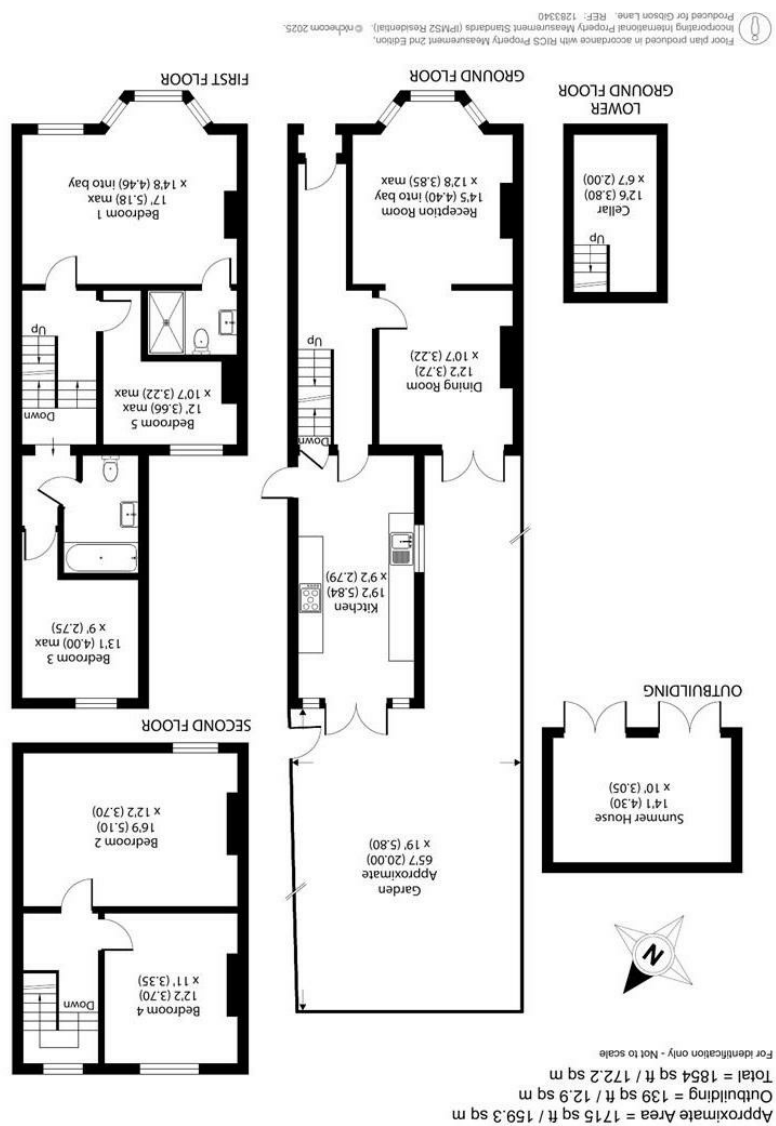 Approximate Area = 1715 sq ft / 159.3 sq m
Outbuilding = 139 sq ft / 12.9 sq m
Total = 1854 sq ft / 172.2 sq m
For identification only - Not to scale
N
Garden
65'7 (20.00)
Approximate
x 19' (5.80)
Bedroom 4
12'2 (3.70)
x 11' (3.35)
Down
Summer House
14'1 (4.30)
x 10' (3.05)
OUTBUILDING
Bedroom 2
16'9 (5.10)
x 12'2 (3.70)
SECOND FLOOR
Kitchen
19'2 (5.84)
x 9'2 (2.79)
Bedroom 3
13'1 (4.00) max
x 9' (2.75)
Down
Up
Dining Room
12'2 (3.72)
x 10'7 (3.22)
Bedroom 5
12' (3.66) max
x 10'7 (3.22) max
Down
Up
Cellar
12'6 (3.80)
x 6'7 (2.00)
Up
LOWER
GROUND FLOOR
Reception Room
14'5 (4.40) into bay
x 12'8 (3.85) max
GROUND FLOOR
Bedroom 1
17' (5.18) max
x 14'8 (4.46) into bay
FIRST FLOOR
Floor plan produced in accordance with RICS Property Measurement 2nd Edition,
Incorporating International Property Measurement Standards (IPMS2 Residential). © nichecom 2025.
Produced for Gibson Lane. REF: 1283340